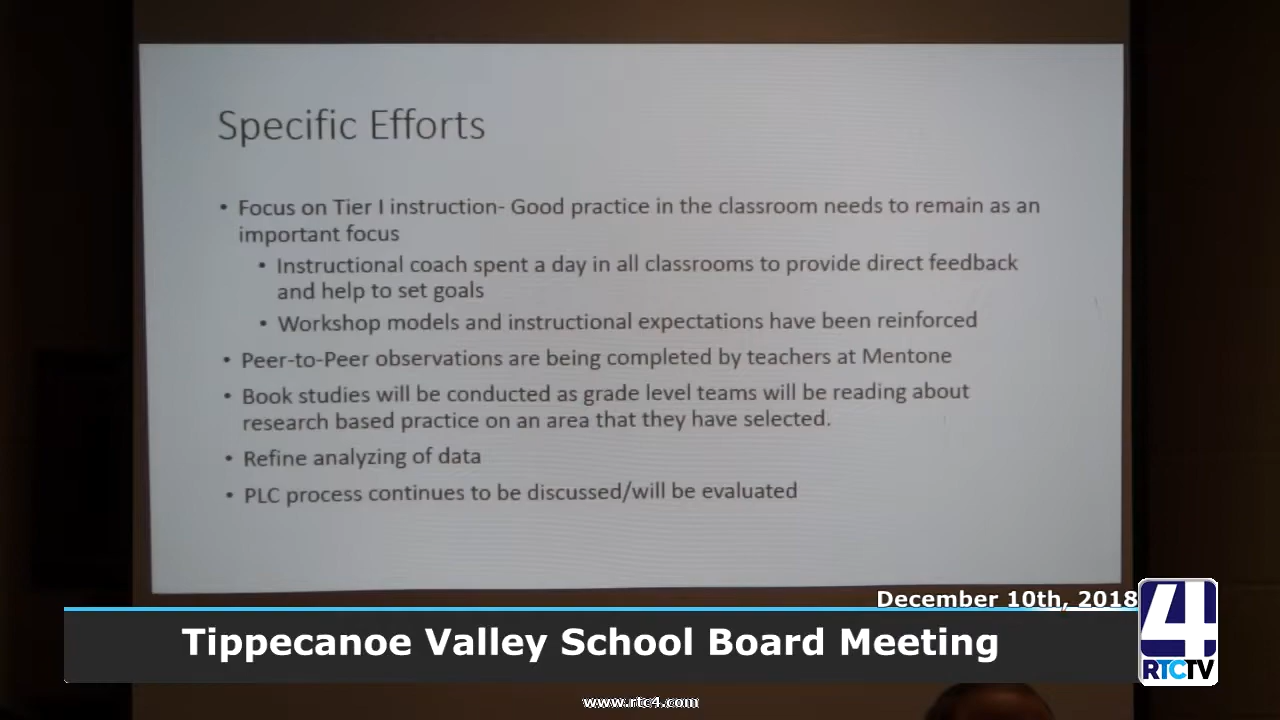 Specific Efforts
• Focus on Tier I instruction- Good practice in the classroom needs to remain as an
important focus
• Instructional coach spent a day in all classrooms to provide direct feedback
and help to set goals
• Workshop models and instructional expectations have been reinforced
• Peer-to-Peer observations are being completed by teachers at Mentone
• Book studies will be conducted as grade level teams will be reading about
research based practice on an area that they have selected.
• Refine analyzing of data
• PLC process continues to be discussed/will be evaluated
December 10th, 2018
Tippecanoe Valley School Board Meeting
4
RTCTV
www.rtc4.com